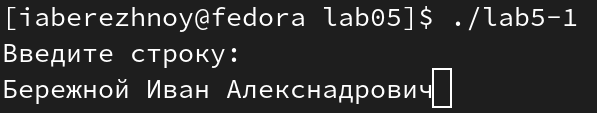 [iaberezhnoy@fedora lab05]$ ./lab5-1
Введите строку:
Бережной Иван Алекснадрович